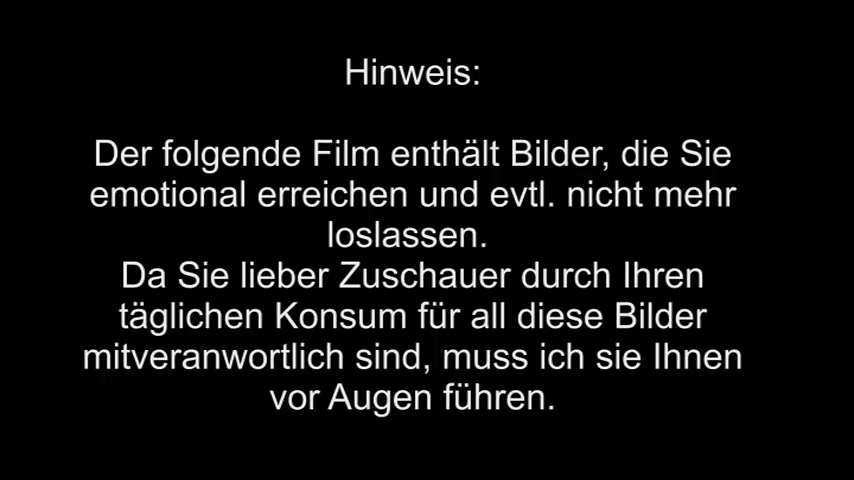 Hinweis:
Der folgende Film enthält Bilder, die Sie
emotional erreichen und evtl. nicht mehr
loslassen.
Da Sie lieber Zuschauer durch Ihren
täglichen Konsum für all diese Bilder
mitveranwortlich sind, muss ich sie Ihnen
vor Augen führen.